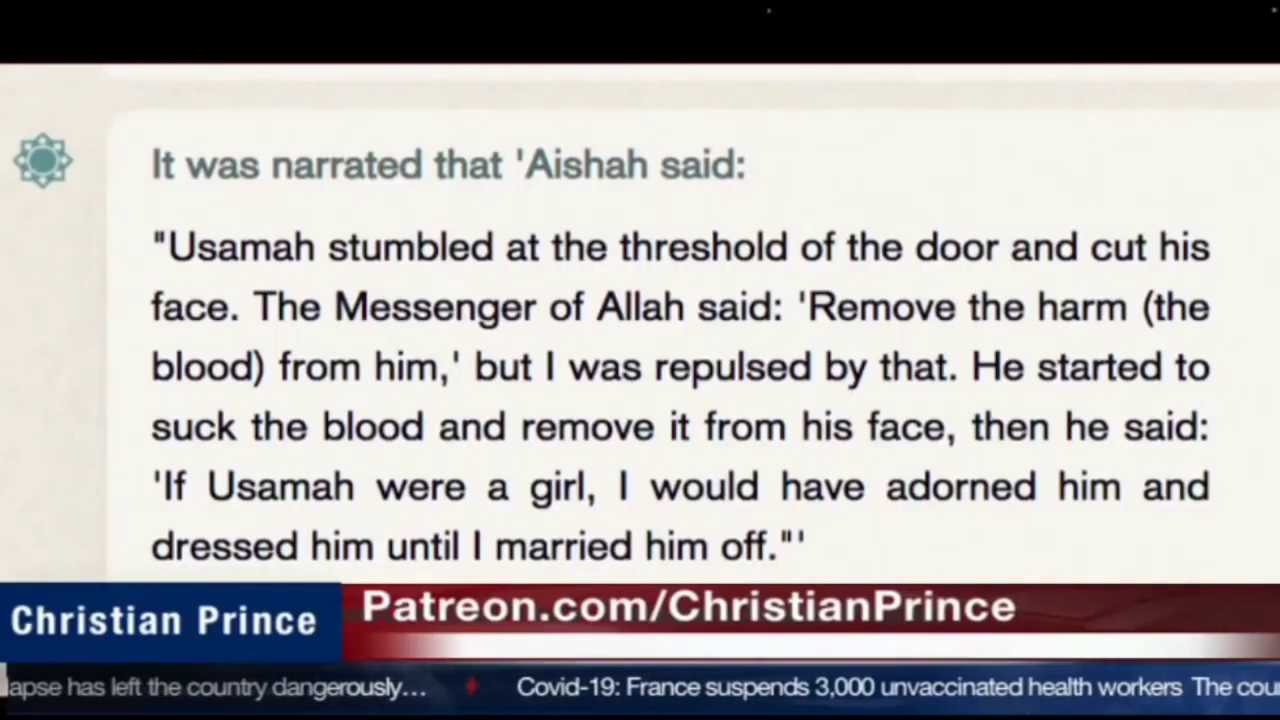 It was narrated that 'Aishah said:
"Usamah stumbled at the threshold of the door and cut his
face. The Messenger of Allah said: 'Remove the harm (the
blood) from him,' but I was repulsed by that. He started to
suck the blood and remove it from his face, then he said:
'If Usamah were a girl, I would have adorned him and
dressed him until I married him off."'
Christian Prince
Patreon.com/ChristianPrince
has left the country dangerously... Covid-19: France suspends 3,000 unvaccinated health workers The